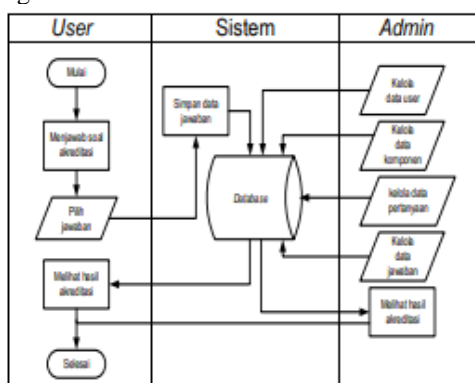 User
Sistem
Admin
Mulai
Menjawab soal
akreditasi
Pilih
jawaban
Melihat hasil
akreditasi
Selesai
Simpan data
jawaban
Database
Kelola
data user
Kelola
data
komponen
kelola data
pertanyaan
Kelola
data
jawaban
Melihat hasil
akreditasi